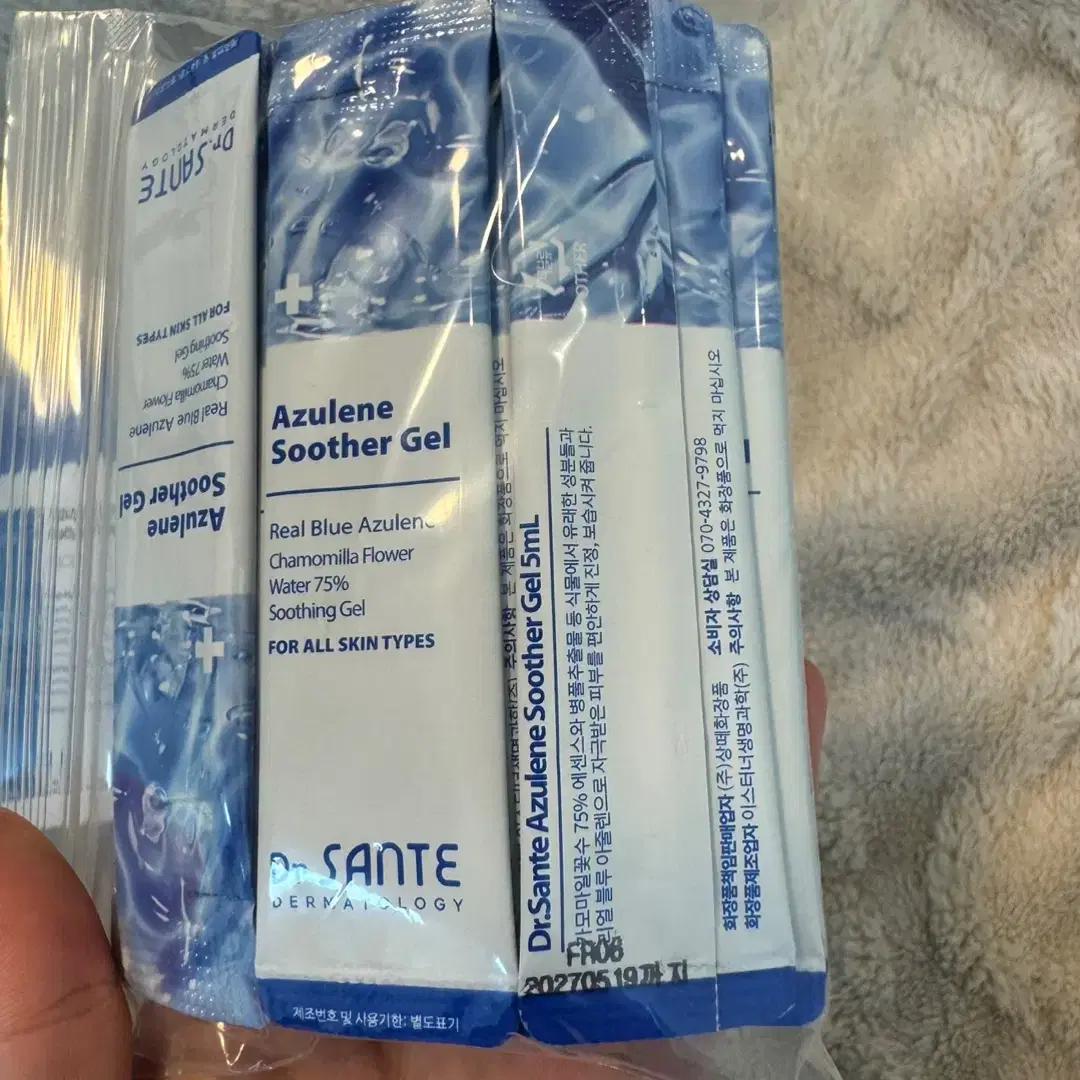 Dr.SANTE
DERMATOLOGY
FOR ALL SKIN TYPES
Soothing Gel
Water 75%
Chamomilla Flower
Real Blue Azulene
Soother Gel
Azulene
Azulene
Soother Gel
Real Blue Azulene
Chamomilla Flower
Water 75%
Soothing Gel
FOR ALL SKIN TYPES
Dr.SANTE
DERMATOLOGY
제조번호 및 사용기한: 별도표기
주의사항 본 제품은 화장품으로 먹지 마십시오
OTHER
Dr.Sante Azulene Soother Gel 5mL
카모마일꽃수 75% 에센스와 병풀추출물 등 식물에서 유래한 성분들과
리얼 블루 아줄렌으로 자극받은 피부를 편안하게 진정, 보습시켜 줍니다.
FR06
20270519까지
화장품책임판매업자 (주)상떼화장품 소비자 상담실 070-4327-9798
화장품제조업자 이스터너생명과학(주) 주의사항 본 제품은 화장품으로 먹지 마십시오